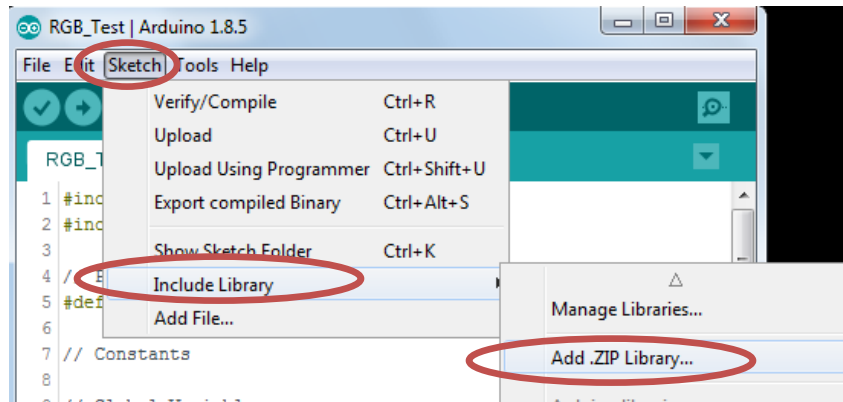 RGB_Test | Arduino 1.8.5
File Edit Sketch Tools Help
Verify/Compile Ctrl+R
Upload Ctrl+U
Upload Using Programmer Ctrl+Shift+U
Export compiled Binary Ctrl+Alt+S
Show Sketch Folder Ctrl+K
Include Library
Add File...
Manage Libraries...
Add .ZIP Library...
RGB_T
1 #inc
2 #inc
3
4 //
5 #def
6
7 // Constants
8